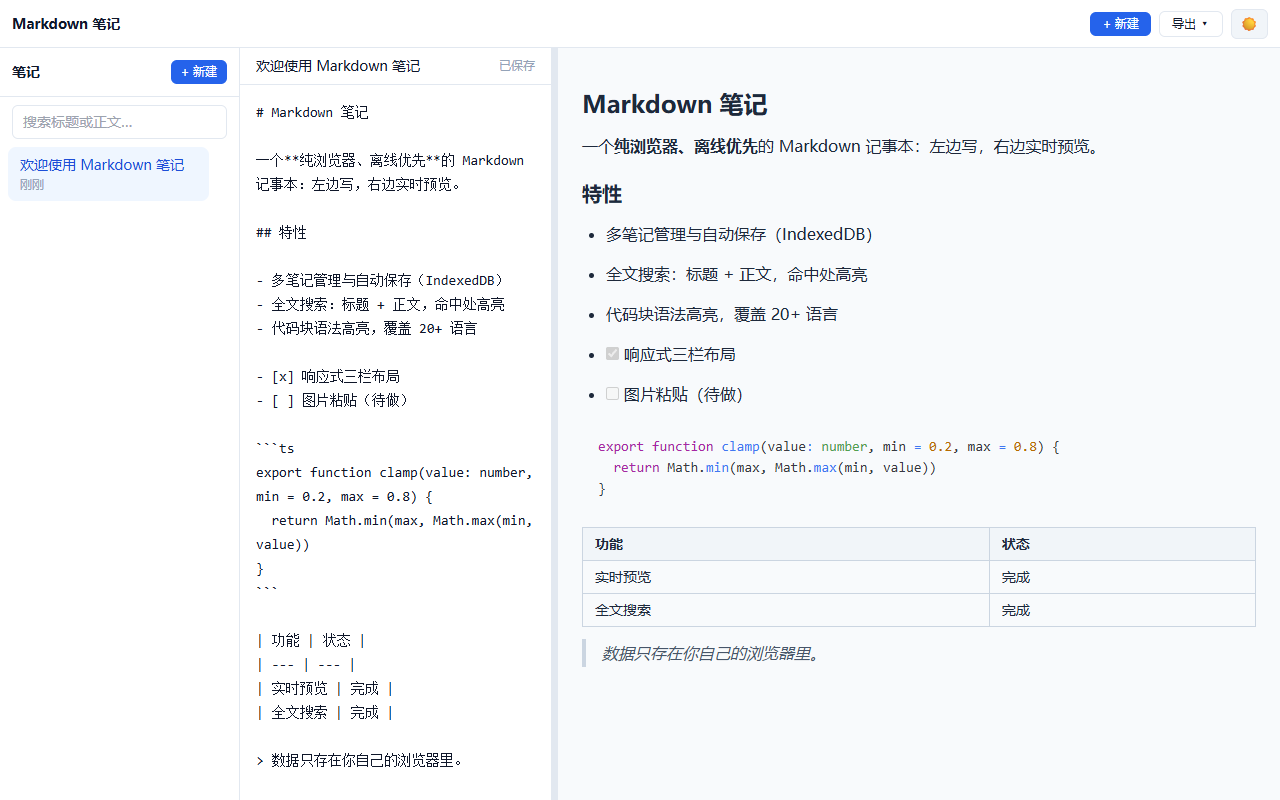 Markdown 笔记
+ 新建
导出 ▾
笔记
+ 新建
搜索标题或正文...
欢迎使用 Markdown 笔记
刚刚
欢迎使用 Markdown 笔记
已保存
# Markdown 笔记
一个**纯浏览器、离线优先**的 Markdown
记事本：左边写，右边实时预览。
## 特性
- 多笔记管理与自动保存（IndexedDB）
- 全文搜索：标题 + 正文，命中处高亮
- 代码块语法高亮，覆盖 20+ 语言
- [x] 响应式三栏布局
- [ ] 图片粘贴（待做）
```ts
export function clamp(value: number,
min = 0.2, max = 0.8) {
  return Math.min(max, Math.max(min,
value))
}
```
| 功能 | 状态 |
| --- | --- |
| 实时预览 | 完成 |
| 全文搜索 | 完成 |
> 数据只存在你自己的浏览器里。
Markdown 笔记
一个纯浏览器、离线优先的 Markdown 记事本：左边写，右边实时预览。
特性
• 多笔记管理与自动保存（IndexedDB）
• 全文搜索：标题 + 正文，命中处高亮
• 代码块语法高亮，覆盖 20+ 语言
• 响应式三栏布局
• 图片粘贴（待做）
export function clamp(value: number, min = 0.2, max = 0.8) {
  return Math.min(max, Math.max(min, value))
}
功能 状态
实时预览 完成
全文搜索 完成
数据只存在你自己的浏览器里。